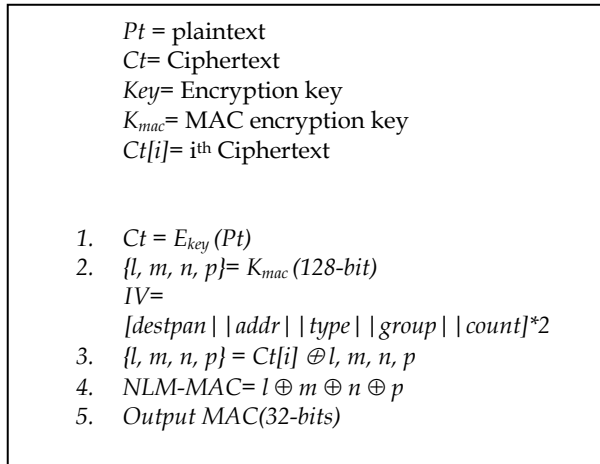 Pt = plaintext
Ct= Ciphertext
Key= Encryption key
Kmac= MAC encryption key
Ct[i]= ith Ciphertext
1. Ct = Ekey (Pt)
2. {l, m, n, p}= Kmac (128-bit)
IV=
[destpan||addr||type||group||count]*2
3. {l, m, n, p} = Ct[i] ⊕ l, m, n, p
4. NLM-MAC= l ⊕ m ⊕ n ⊕ p
5. Output MAC(32-bits)